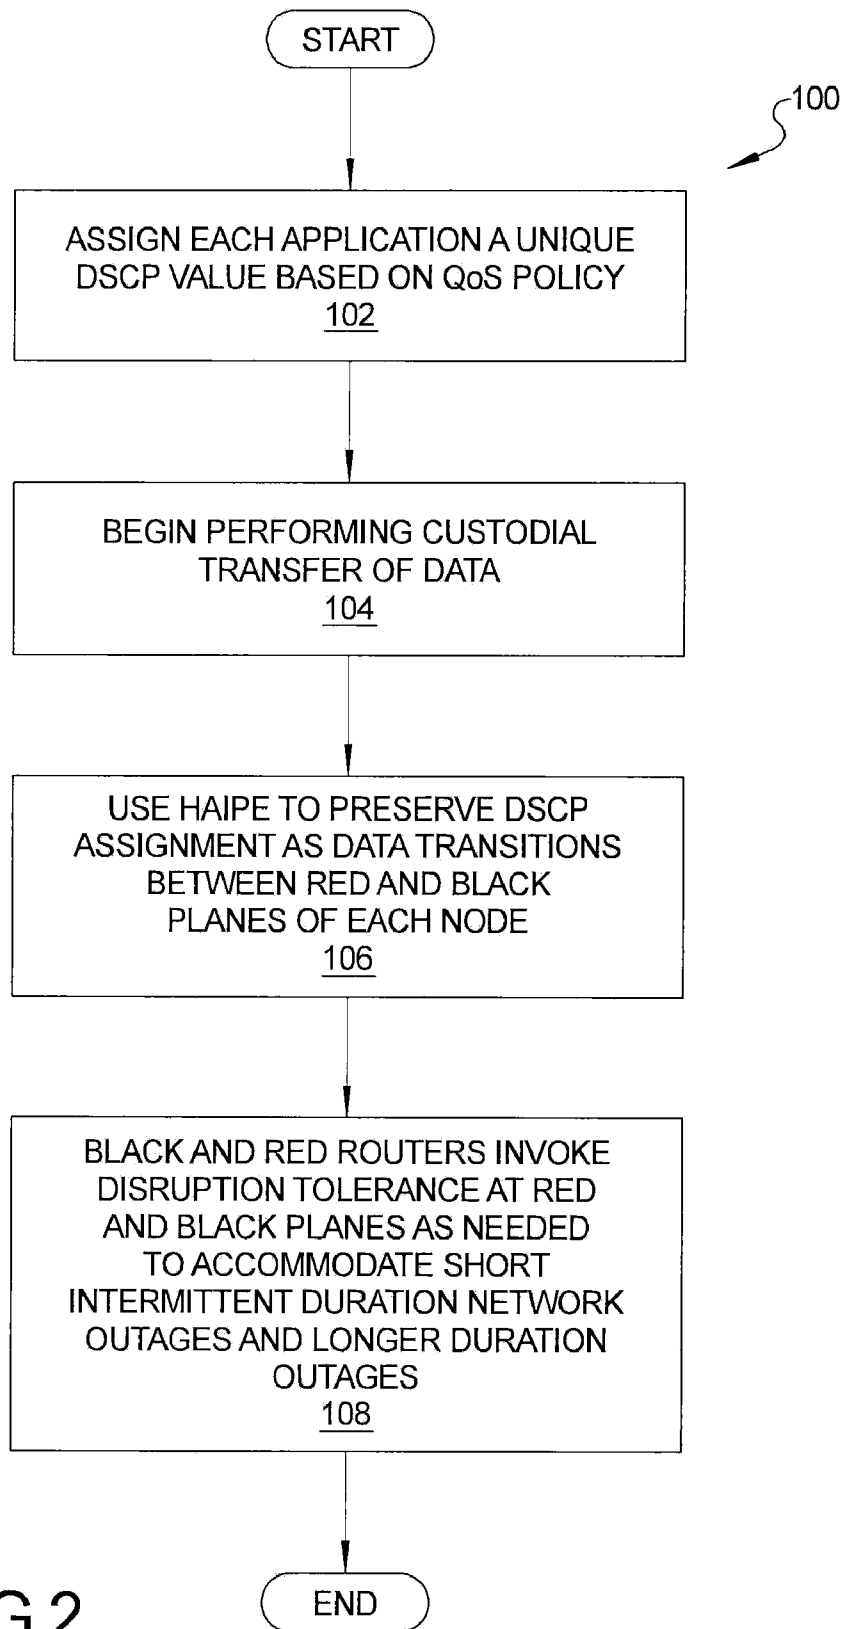 START
100
ASSIGN EACH APPLICATION A UNIQUE
DSCP VALUE BASED ON QoS POLICY
102
BEGIN PERFORMING CUSTODIAL
TRANSFER OF DATA
104
USE HAIPE TO PRESERVE DSCP
ASSIGNMENT AS DATA TRANSITIONS
BETWEEN RED AND BLACK
PLANES OF EACH NODE
106
BLACK AND RED ROUTERS INVOKE
DISRUPTION TOLERANCE AT RED
AND BLACK PLANES AS NEEDED
TO ACCOMMODATE SHORT
INTERMITTENT DURATION NETWORK
OUTAGES AND LONGER DURATION
OUTAGES
108
END
G 2